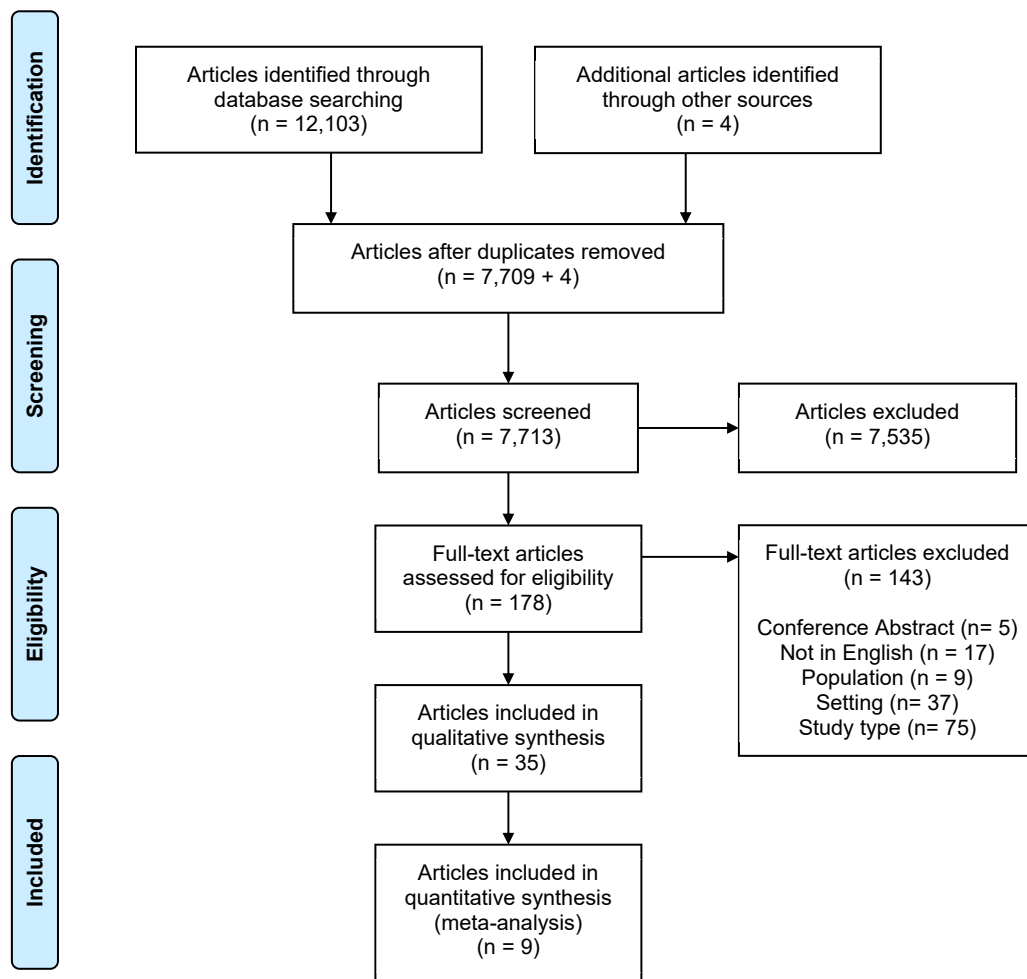 Identification
Articles identified through
database searching
(n = 12,103)
Additional articles identified
through other sources
(n = 4)
Articles after duplicates removed
(n = 7,709 + 4)
Screening
Articles screened
(n = 7,713)
Articles excluded
(n = 7,535)
Eligibility
Full-text articles
assessed for eligibility
(n = 178)
Full-text articles excluded
(n = 143)
Conference Abstract (n= 5)
Not in English (n = 17)
Population (n = 9)
Setting (n= 37)
Study type (n= 75)
Articles included in
qualitative synthesis
(n = 35)
Included
Articles included in
quantitative synthesis
(meta-analysis)
(n = 9)